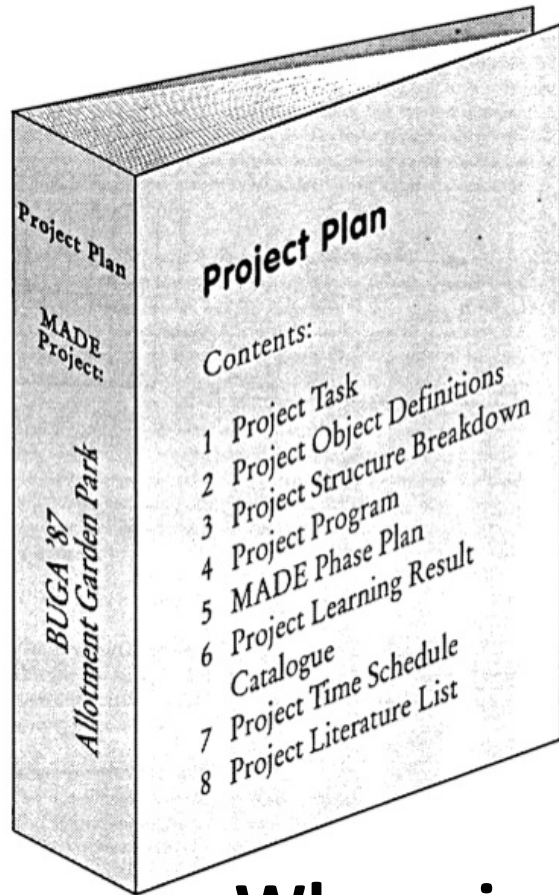 Project Plan
MADE
Project:
BUGA '87
Allotment Garden Park
Project Plan
Contents:
1 Project Task
2 Project Object Definitions
3 Project Structure Breakdown
4 Project Program
5 MADE Phase Plan
6 Project Learning Result
Catalogue
7 Project Time Schedule
8 Project Literature List